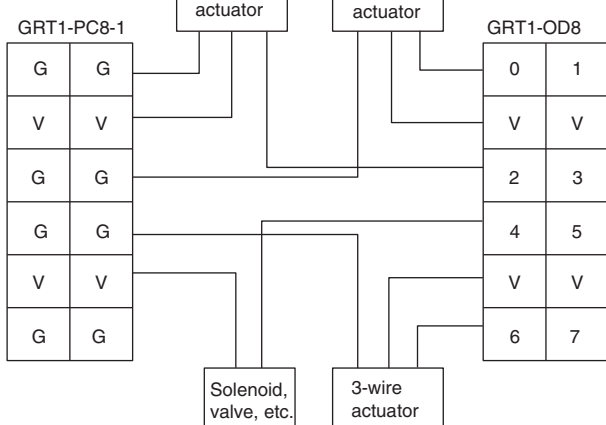 actuator
actuator
GRT1-PC8-1
GRT1-OD8
G G
V V
G G
G G
V V
G G
0 1
V V
2 3
4 5
V V
6 7
Solenoid,
valve, etc.
3-wire
actuator